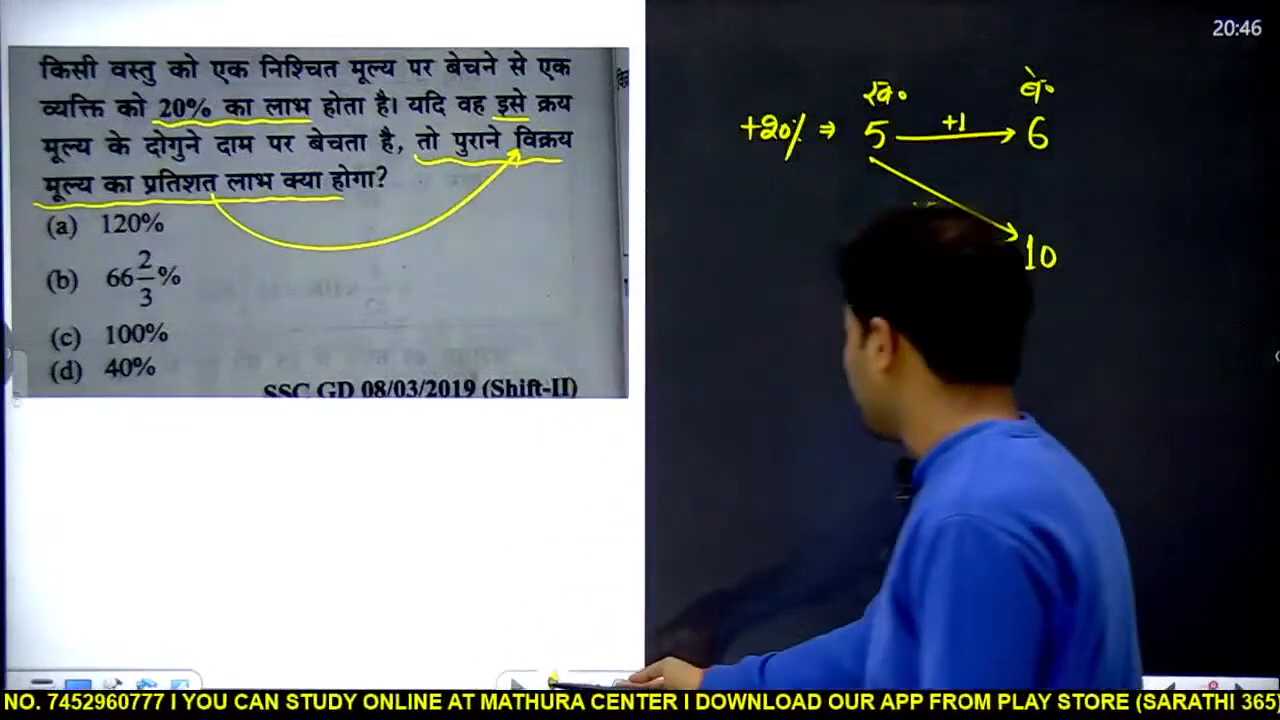 20:46
किसी वस्तु को एक निश्चित मूल्य पर बेचने से एक
व्यक्ति को 20% का लाभ होता है। यदि वह इसे क्रय
मूल्य के दोगुने दाम पर बेचता है, तो पुराने विक्रय
मूल्य का प्रतिशत लाभ क्या होगा?
(a) 120%
(b) 66 2/3 %
(c) 100%
(d) 40%
SSC GD 08/03/2019 (Shift-II)
ख॰ बे॰
+20% ⇒ 5 +1 6
10
NO. 7452960777 I YOU CAN STUDY ONLINE AT MATHURA CENTER I DOWNLOAD OUR APP FROM PLAY STORE (SARATHI 365)